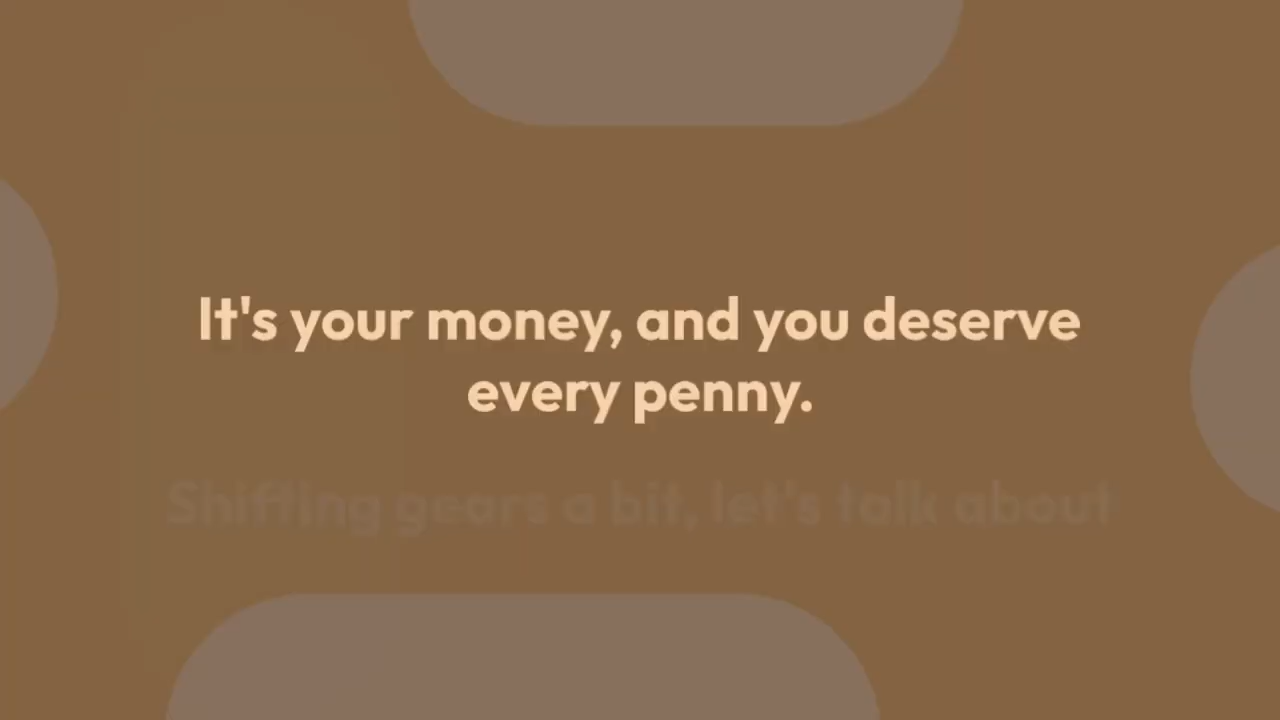 It's your money, and you deserve
every penny.
Shifting gears a bit, let's talk about